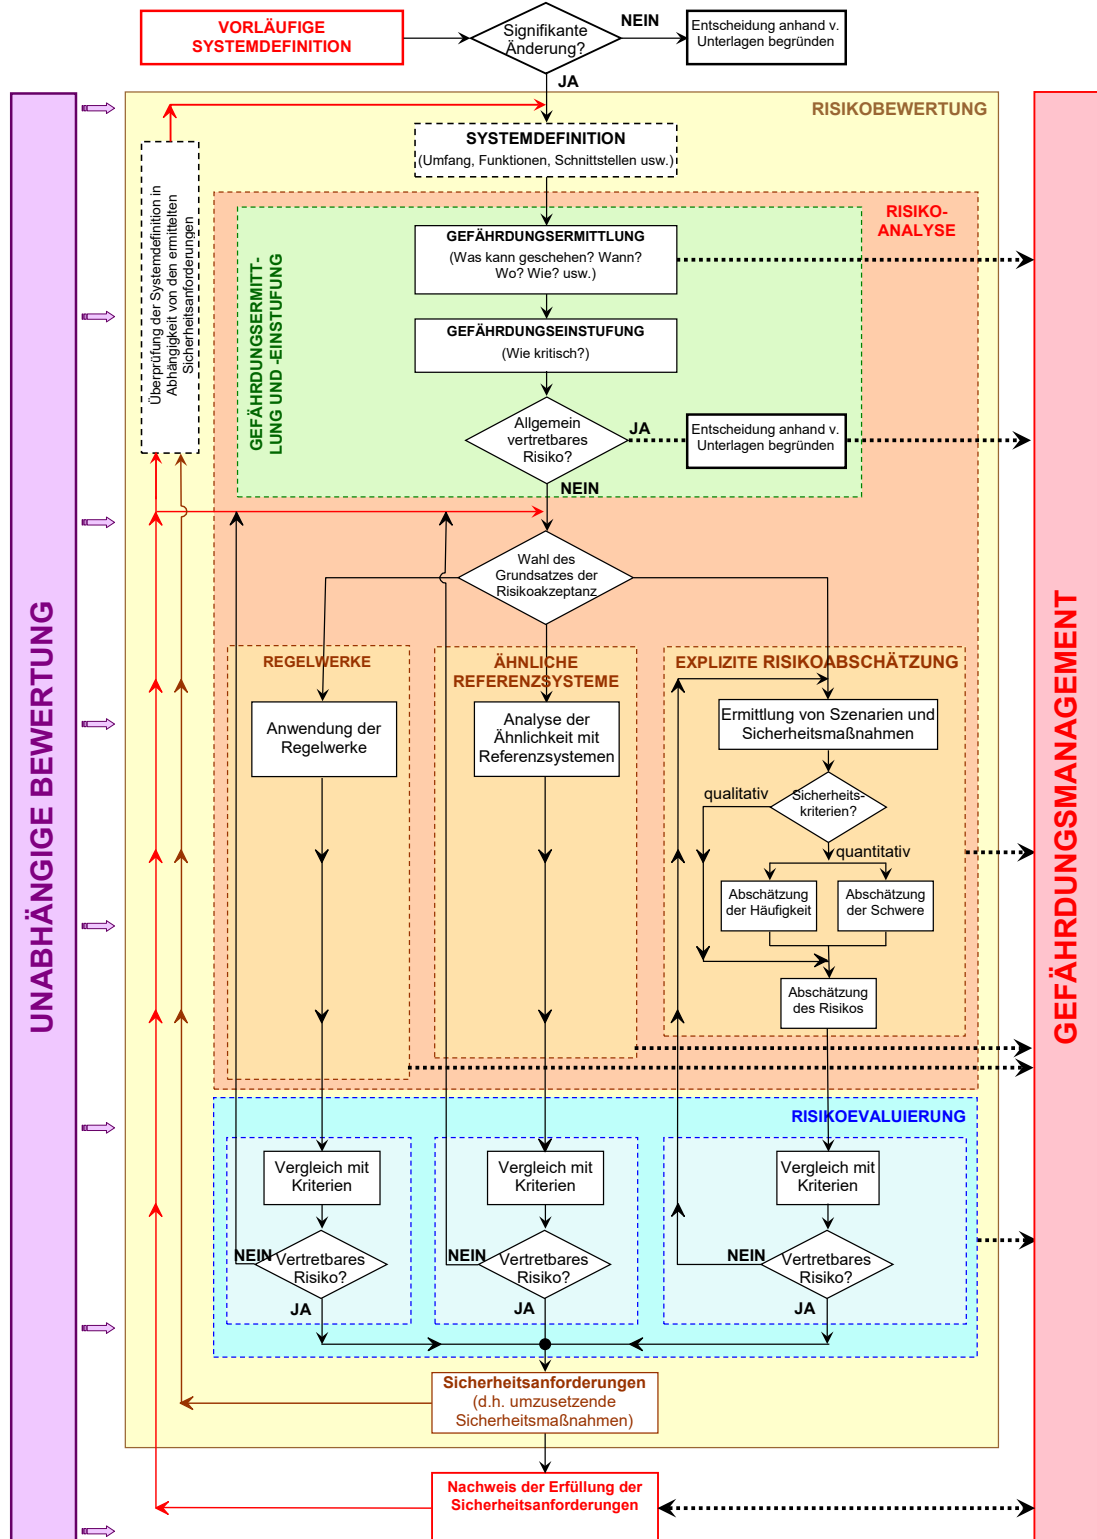 VORLÄUFIGE
SYSTEMDEFINITION
Signifikante
Änderung?
NEIN
Entscheidung anhand v.
Unterlagen begründen
JA
RISIKOBEWERTUNG
SYSTEMDEFINITION
(Umfang, Funktionen, Schnittstellen usw.)
Überprüfung der Systemdefinition in
Abhängigkeit von den ermittelten
Sicherheitsanforderungen
RISIKO-
ANALYSE
GEFÄHRDUNGSERMITT-
LUNG UND -EINSTUFUNG
GEFÄHRDUNGSERMITTLUNG
(Was kann geschehen? Wann?
Wo? Wie? usw.)
GEFÄHRDUNGSEINSTUFUNG
(Wie kritisch?)
Allgemein
vertretbares
Risiko?
JA
Entscheidung anhand v.
Unterlagen begründen
NEIN
Wahl des
Grundsatzes der
Risikoakzeptanz
UNABHÄNGIGE BEWERTUNG
GEFÄHRDUNGSMANAGEMENT
REGELWERKE
Anwendung der
Regelwerke
ÄHNLICHE
REFERENZSYSTEME
Analyse der
Ähnlichkeit mit
Referenzsystemen
EXPLIZITE RISIKOABSCHÄTZUNG
Ermittlung von Szenarien und
Sicherheitsmaßnahmen
qualitativ
Sicherheits-
kriterien?
quantitativ
Abschätzung
der Häufigkeit
Abschätzung
der Schwere
Abschätzung
des Risikos
RISIKOEVALUIERUNG
Vergleich mit
Kriterien
NEIN
Vertretbares
Risiko?
JA
Vergleich mit
Kriterien
NEIN
Vertretbares
Risiko?
JA
Vergleich mit
Kriterien
NEIN
Vertretbares
Risiko?
JA
Sicherheitsanforderungen
(d.h. umzusetzende
Sicherheitsmaßnahmen)
Nachweis der Erfüllung der
Sicherheitsanforderungen